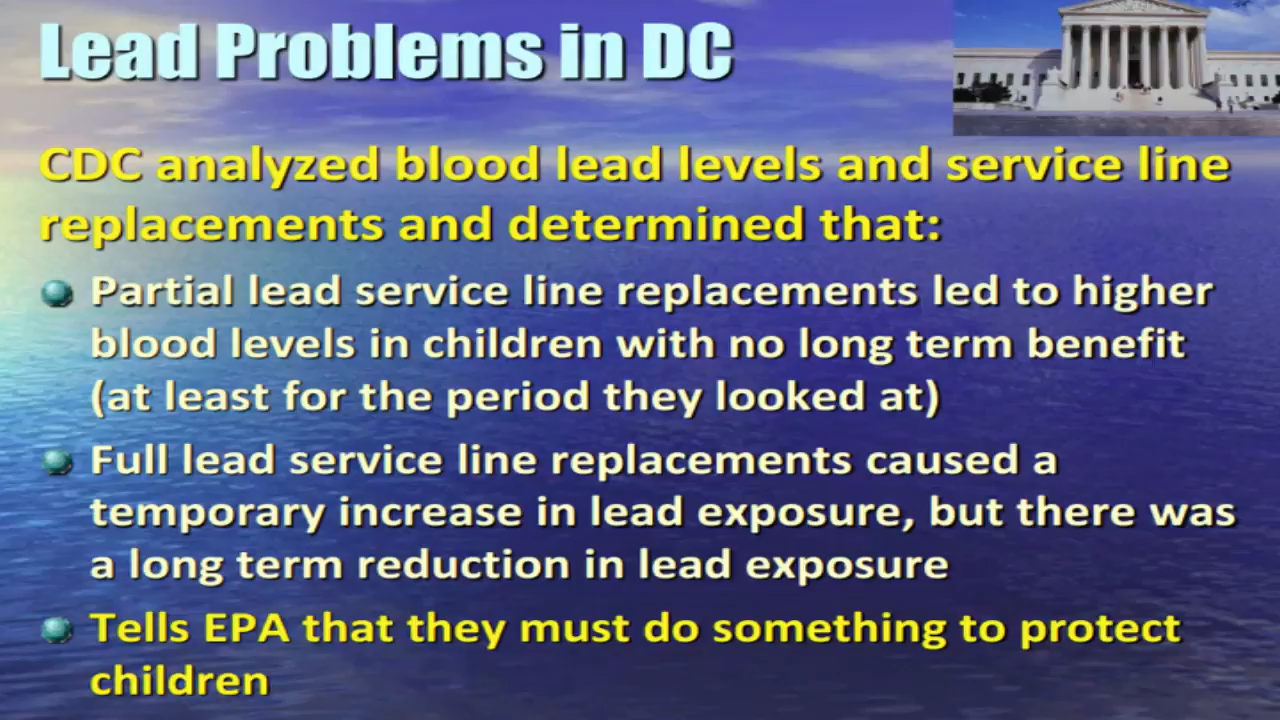 Lead Problems in DC
CDC analyzed blood lead levels and service line
replacements and determined that:
Partial lead service line replacements led to higher
blood levels in children with no long term benefit
(at least for the period they looked at)
Full lead service line replacements caused a
temporary increase in lead exposure, but there was
a long term reduction in lead exposure
Tells EPA that they must do something to protect
children